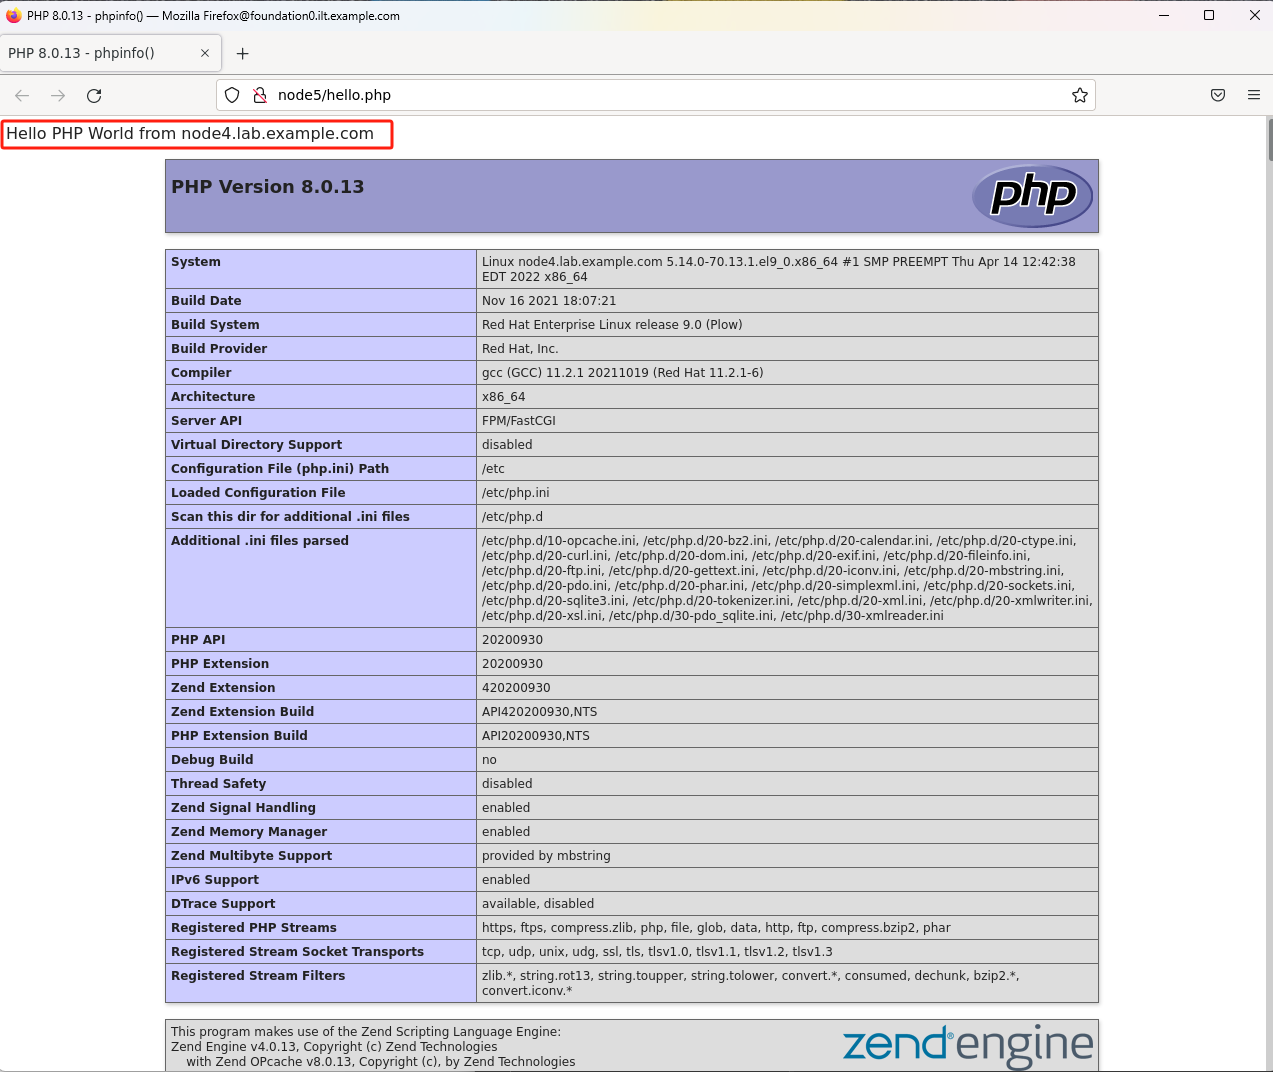 PHP 8.0.13 - phpinfo() — Mozilla Firefox@foundation0.ilt.example.com
PHP 8.0.13 - phpinfo()
node5/hello.php
Hello PHP World from node4.lab.example.com
PHP Version 8.0.13
php
System
Linux node4.lab.example.com 5.14.0-70.13.1.el9_0.x86_64 #1 SMP PREEMPT Thu Apr 14 12:42:38
EDT 2022 x86_64
Build Date
Nov 16 2021 18:07:21
Build System
Red Hat Enterprise Linux release 9.0 (Plow)
Build Provider
Red Hat, Inc.
Compiler
gcc (GCC) 11.2.1 20211019 (Red Hat 11.2.1-6)
Architecture
x86_64
Server API
FPM/FastCGI
Virtual Directory Support
disabled
Configuration File (php.ini) Path
/etc
Loaded Configuration File
/etc/php.ini
Scan this dir for additional .ini files
/etc/php.d
Additional .ini files parsed
/etc/php.d/10-opcache.ini, /etc/php.d/20-bz2.ini, /etc/php.d/20-calendar.ini, /etc/php.d/20-ctype.ini,
/etc/php.d/20-curl.ini, /etc/php.d/20-dom.ini, /etc/php.d/20-exif.ini, /etc/php.d/20-fileinfo.ini,
/etc/php.d/20-ftp.ini, /etc/php.d/20-gettext.ini, /etc/php.d/20-iconv.ini, /etc/php.d/20-mbstring.ini,
/etc/php.d/20-pdo.ini, /etc/php.d/20-phar.ini, /etc/php.d/20-simplexml.ini, /etc/php.d/20-sockets.ini,
/etc/php.d/20-sqlite3.ini, /etc/php.d/20-tokenizer.ini, /etc/php.d/20-xml.ini, /etc/php.d/20-xmlwriter.ini,
/etc/php.d/20-xsl.ini, /etc/php.d/30-pdo_sqlite.ini, /etc/php.d/30-xmlreader.ini
PHP API
20200930
PHP Extension
20200930
Zend Extension
420200930
Zend Extension Build
API420200930,NTS
PHP Extension Build
API20200930,NTS
Debug Build
no
Thread Safety
disabled
Zend Signal Handling
enabled
Zend Memory Manager
enabled
Zend Multibyte Support
provided by mbstring
IPv6 Support
enabled
DTrace Support
available, disabled
Registered PHP Streams
https, ftps, compress.zlib, php, file, glob, data, http, ftp, compress.bzip2, phar
Registered Stream Socket Transports
tcp, udp, unix, udg, ssl, tls, tlsv1.0, tlsv1.1, tlsv1.2, tlsv1.3
Registered Stream Filters
zlib.*, string.rot13, string.toupper, string.tolower, convert.*, consumed, dechunk, bzip2.*,
convert.iconv.*
This program makes use of the Zend Scripting Language Engine:
Zend Engine v4.0.13, Copyright (c) Zend Technologies
with Zend OPcache v8.0.13, Copyright (c), by Zend Technologies
zend®engine